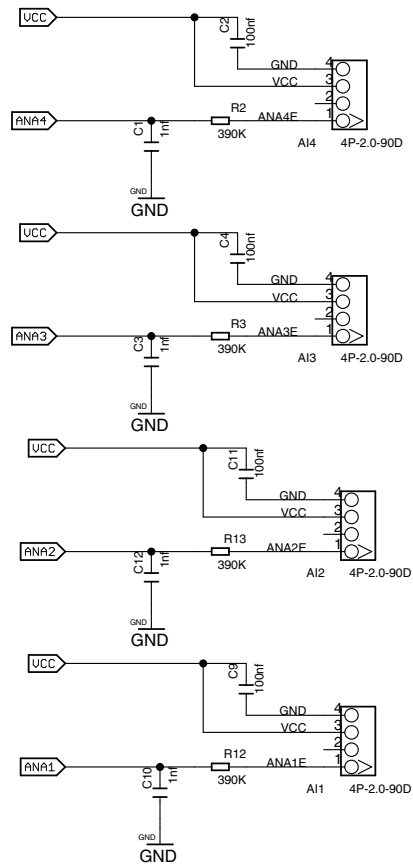 VCC
C2
100nf
GND
VCC
4
3
2
1
ANA4
C1
1nf
R2
390K
ANA4E
AI4
4P-2.0-90D
GND
GND
VCC
C4
100nf
GND
VCC
4
3
2
1
ANA3
C3
1nf
R3
390K
ANA3E
AI3
4P-2.0-90D
GND
GND
VCC
C11
100nf
GND
VCC
4
3
2
1
ANA2
C12
1nf
R13
390K
ANA2E
AI2
4P-2.0-90D
GND
GND
VCC
C9
100nf
GND
VCC
4
3
2
1
ANA1
C10
1nf
R12
390K
ANA1E
AI1
4P-2.0-90D
GND
GND